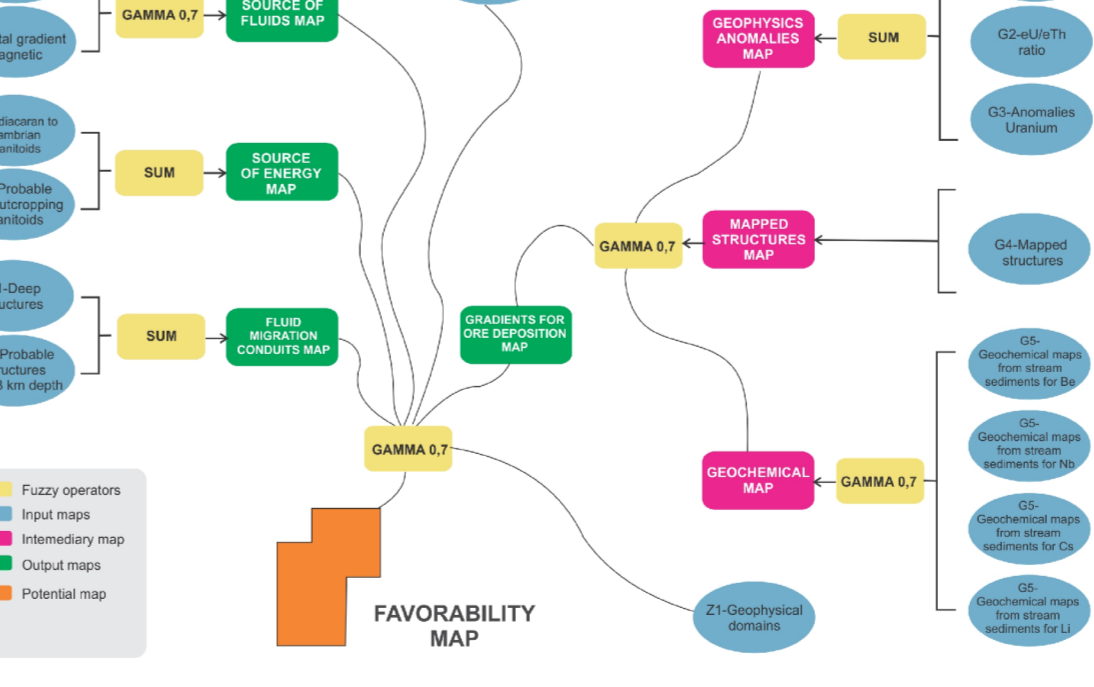 GAMMA 0,7
SOURCE OF
FLUIDS MAP
tal gradient
agnetic
GEOPHYSICS
ANOMALIES
MAP
SUM
G2-eU/eTh
ratio
G3-Anomalies
Uranium
diacaran to
ambrian
anitoids
Probable
utcropping
anitoids
SUM
SOURCE
OF ENERGY
MAP
GAMMA 0,7
MAPPED
STRUCTURES
MAP
G4-Mapped
structures
-Deep
uctures
Probable
ructures
3 km depth
SUM
FLUID
MIGRATION
CONDUITS MAP
GRADIENTS FOR
ORE DEPOSITION
MAP
G5-
Geochemical maps
from stream
sediments for Be
G5-
Geochemical maps
from stream
sediments for Nb
GAMMA 0,7
GEOCHEMICAL
MAP
GAMMA 0,7
G5-
Geochemical maps
from stream
sediments for Cs
G5-
Geochemical maps
from stream
sediments for Li
Fuzzy operators
Input maps
Intemediary map
Output maps
Potential map
FAVORABILITY
MAP
Z1-Geophysical
domains